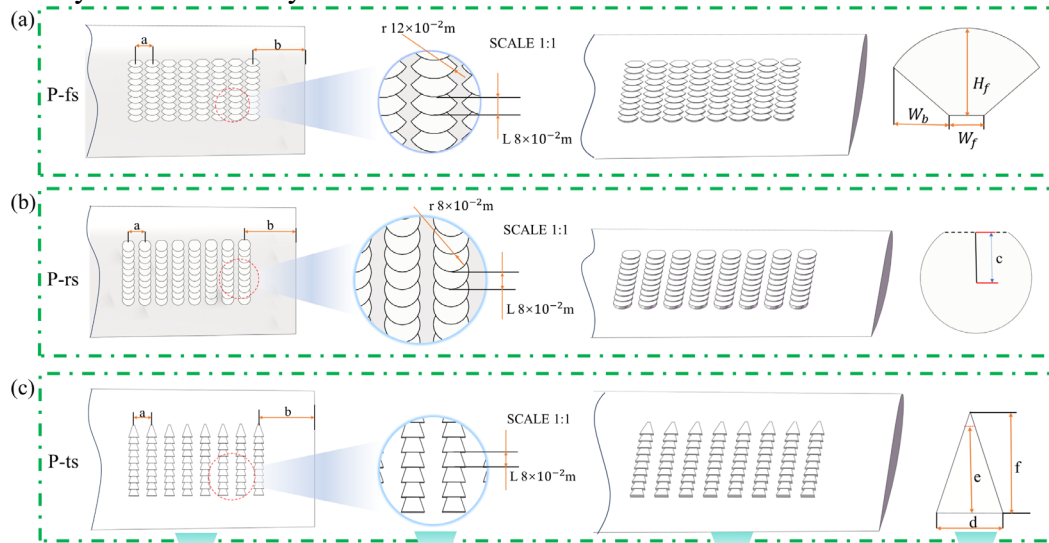 (a)
a
b
P-fs
r 12×10⁻²m
SCALE 1:1
L 8×10⁻²m
H_f
W_b
W_f
(b)
a
b
P-rs
r 8×10⁻²m
SCALE 1:1
L 8×10⁻²m
c
(c)
a
b
P-ts
SCALE 1:1
L 8×10⁻²m
e
f
d